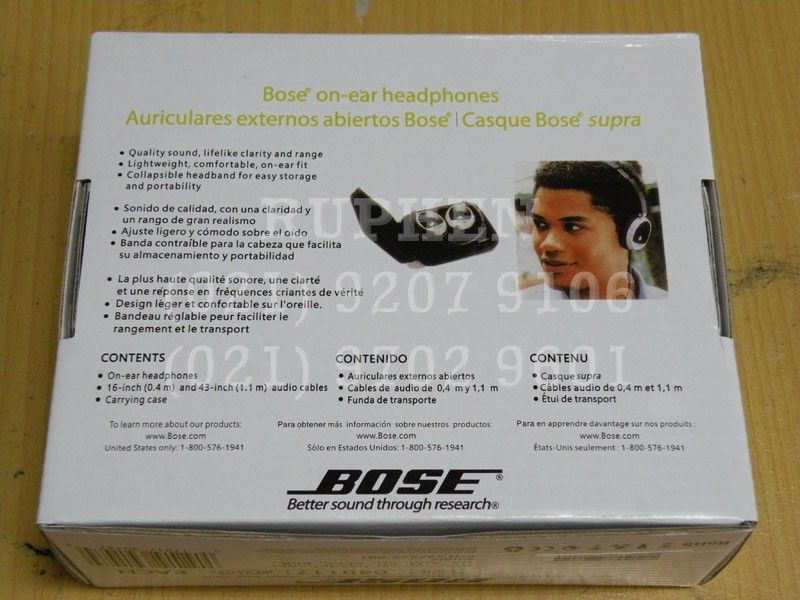 Bose® on-ear headphones
Auriculares externos abiertos Bose® | Casque Bose® supra
• Quality sound, lifelike clarity and range
• Lightweight, comfortable, on-ear fit
• Collapsible headband for easy storage
and portability
• Sonido de calidad, con una claridad y
un rango de gran realismo
• Ajuste ligero y cómodo sobre el oído
• Banda contraíble para la cabeza que facilita
su almacenamiento y portabilidad
• La plus haute qualité sonore, une clarté
et une réponse en fréquences criantes de vérité
• Design léger et confortable sur l'oreille.
• Bandeau réglable peur faciliter le
rangement et le transport
RUPHEN
(021) 9207 9106
(021) 9702 9001
CONTENTS
• On-ear headphones
• 16-inch (0.4 m) and 43-inch (1.1 m) audio cables
• Carrying case
CONTENIDO
• Auriculares externos abiertos
• Cables de audio de 0,4 m y 1,1 m
• Funda de transporte
CONTENU
• Casque supra
• Câbles audio de 0,4 m et 1,1 m
• Étui de transport
To learn more about our products:
www.Bose.com
United States only: 1-800-576-1941
Para obtener más información sobre nuestros productos:
www.Bose.com
Sólo en Estados Unidos: 1-800-576-1941
Para en apprendre davantage sur nos produits :
www.Bose.com
États-Unis seulement : 1-800-576-1941
BOSE®
Better sound through research®
EACH
RoHS